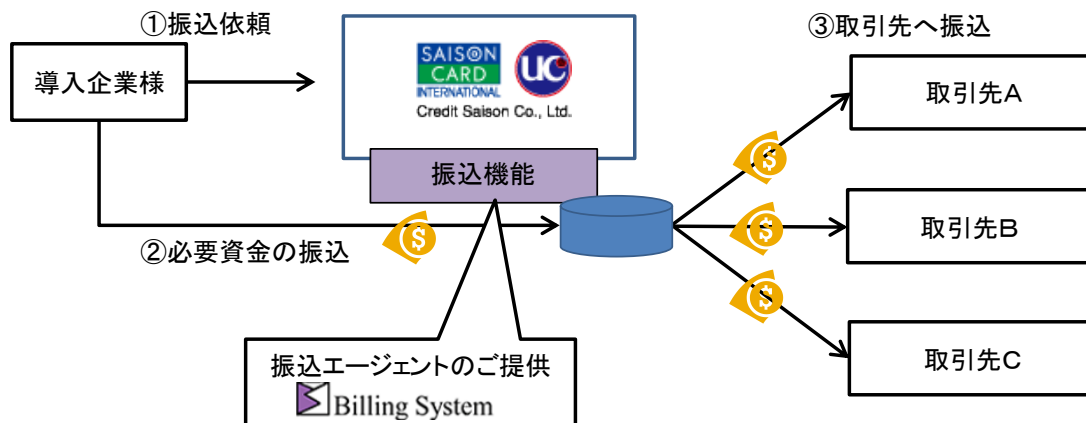 ①振込依頼
③取引先へ振込
導入企業様
SAISON
CARD
INTERNATIONAL
UC
Credit Saison Co., Ltd.
取引先A
振込機能
取引先B
②必要資金の振込
$
$
$
$
取引先C
振込エージェントのご提供
Billing System